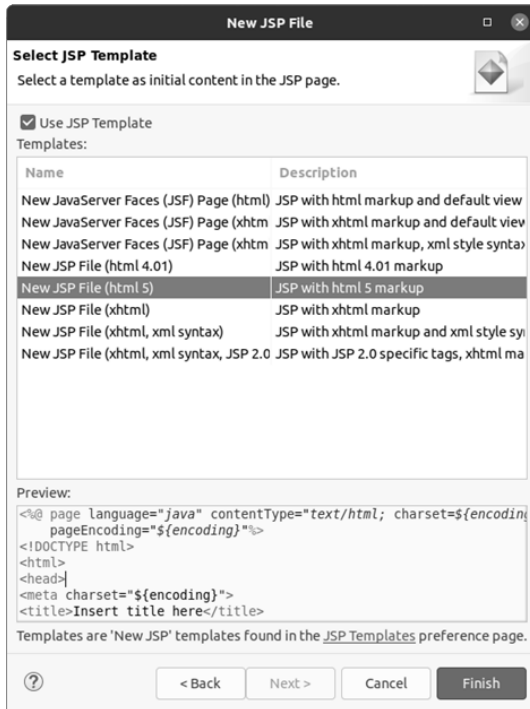 New JSP File
Select JSP Template
Select a template as initial content in the JSP page.
Use JSP Template
Templates:
Name Description
New JavaServer Faces (JSF) Page (html) JSP with html markup and default view
New JavaServer Faces (JSF) Page (xhtm JSP with xhtml markup and default view
New JavaServer Faces (JSF) Page (xhtm JSP with xhtml markup, xml style syntax
New JSP File (html 4.01) JSP with html 4.01 markup
New JSP File (html 5) JSP with html 5 markup
New JSP File (xhtml) JSP with xhtml markup
New JSP File (xhtml, xml syntax) JSP with xhtml markup and xml style syn
New JSP File (xhtml, xml syntax, JSP 2.0 JSP with JSP 2.0 specific tags, xhtml ma
Preview:
<%@ page language="java" contentType="text/html; charset=${encoding
pageEncoding="${encoding}"%>
<!DOCTYPE html>
<html>
<head>
<meta charset="${encoding}">
<title>Insert title here</title>
Templates are 'New JSP' templates found in the JSP Templates preference page.
? < Back Next > Cancel Finish